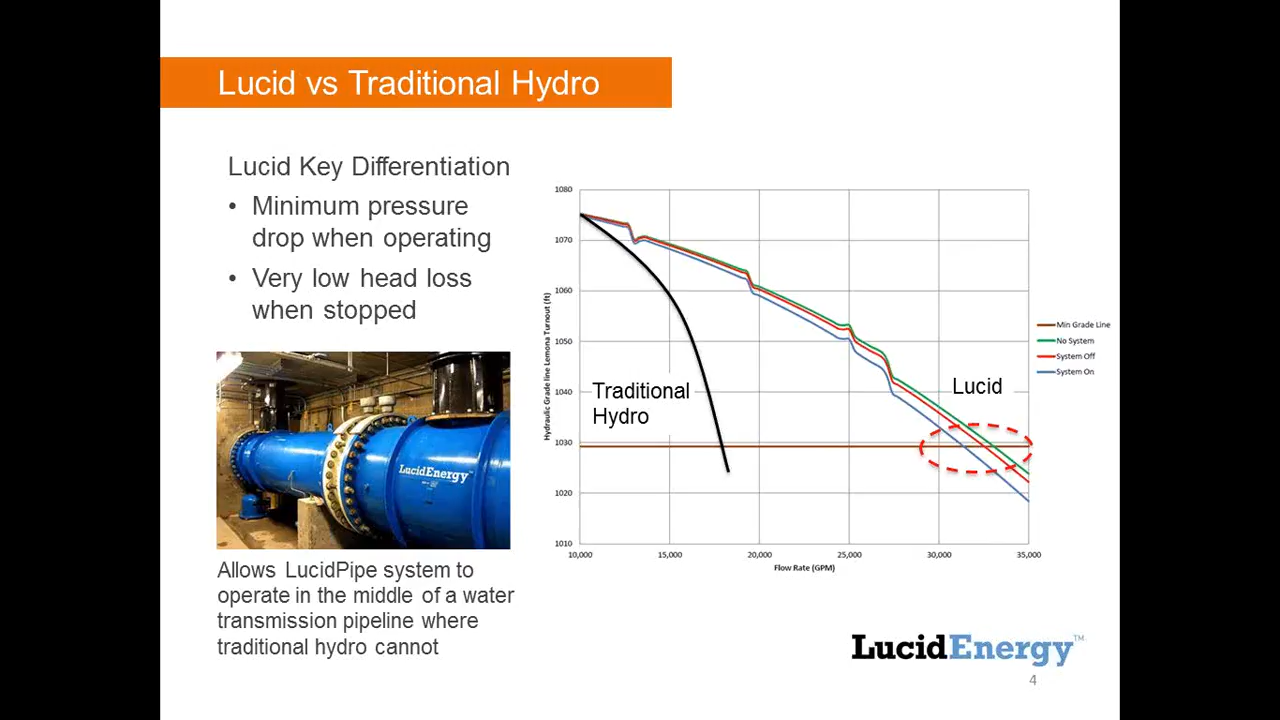 Lucid vs Traditional Hydro
Lucid Key Differentiation
• Minimum pressure
drop when operating
• Very low head loss
when stopped
LucidEnergy
Allows LucidPipe system to
operate in the middle of a water
transmission pipeline where
traditional hydro cannot
Hydraulic Grade line Lemona Turnout (ft)
1080
1070
1060
1050
1040
1030
1020
1010
10,000 15,000 20,000 25,000 30,000 35,000
Flow Rate (GPM)
Traditional
Hydro
Lucid
Min Grade Line
No System
System Off
System On
LucidEnergy™
4